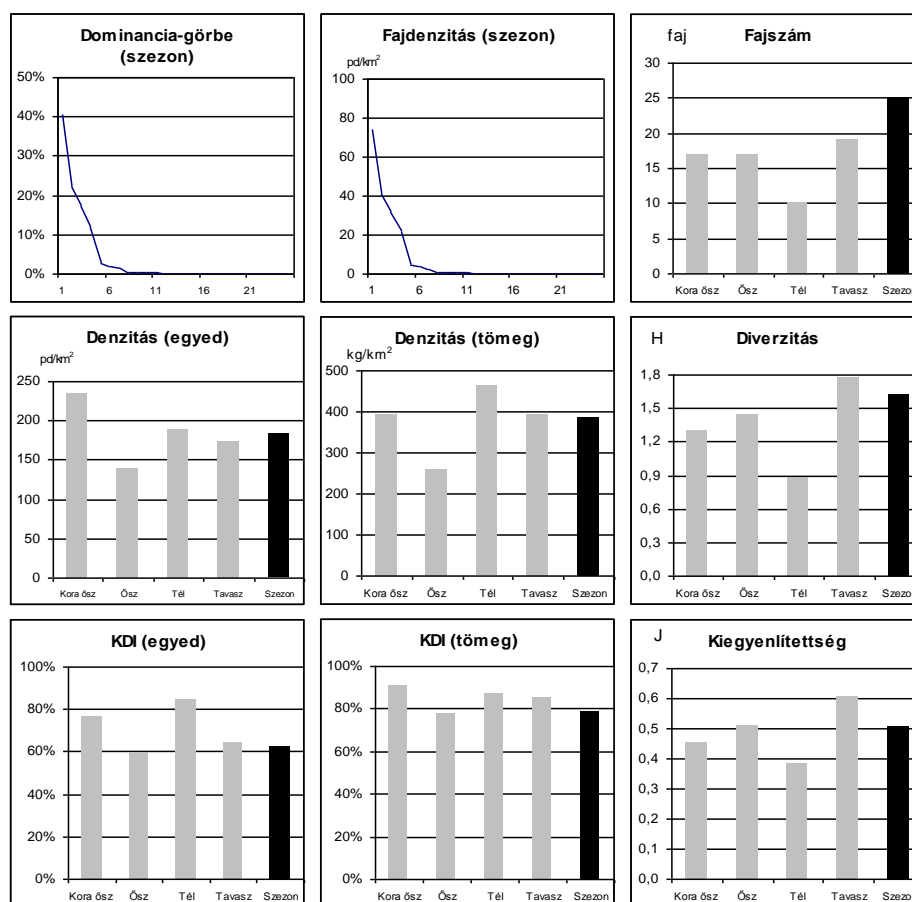 Dominancia-görbe
(szezon)
50%
40%
30%
20%
10%
0%
1 6 11 16 21
Fajdenzitás (szezon)
pd/km²
100
80
60
40
20
0
1 6 11 16 21
faj Fajszám
30
25
20
15
10
5
0
Kora ősz Ősz Tél Tavasz Szezon
Denzitás (egyed)
pd/km²
250
200
150
100
50
0
Kora ősz Ősz Tél Tavasz Szezon
Denzitás (tömeg)
kg/km²
500
400
300
200
100
0
Kora ősz Ősz Tél Tavasz Szezon
H Diverzitás
1,8
1,5
1,2
0,9
0,6
0,3
0,0
Kora ősz Ősz Tél Tavasz Szezon
KDI (egyed)
100%
80%
60%
40%
20%
0%
Kora ősz Ősz Tél Tavasz Szezon
KDI (tömeg)
100%
80%
60%
40%
20%
0%
Kora ősz Ősz Tél Tavasz Szezon
J Kiegyenlítettség
0,7
0,6
0,5
0,4
0,3
0,2
0,1
0,0
Kora ősz Ősz Tél Tavasz Szezon